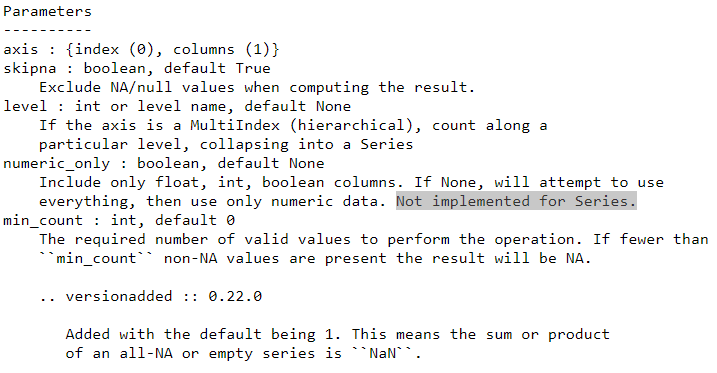 Parameters
----------
axis : {index (0), columns (1)}
skipna : boolean, default True
    Exclude NA/null values when computing the result.
level : int or level name, default None
    If the axis is a MultiIndex (hierarchical), count along a
    particular level, collapsing into a Series
numeric_only : boolean, default None
    Include only float, int, boolean columns. If None, will attempt to use
    everything, then use only numeric data. Not implemented for Series.
min_count : int, default 0
    The required number of valid values to perform the operation. If fewer than
    ``min_count`` non-NA values are present the result will be NA.

    .. versionadded :: 0.22.0

       Added with the default being 1. This means the sum or product
       of an all-NA or empty series is ``NaN``.